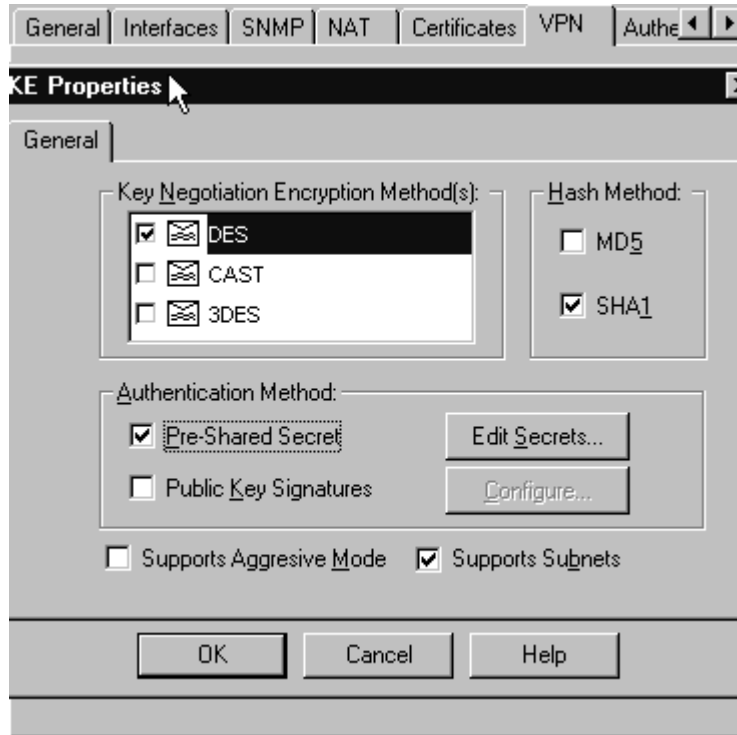 General Interfaces SNMP NAT Certificates VPN Authe
KE Properties
General
Key Negotiation Encryption Method(s):
DES
CAST
3DES
Hash Method:
MD5
SHA1
Authentication Method:
Pre-Shared Secret Edit Secrets...
Public Key Signatures Configure...
Supports Aggresive Mode Supports Subnets
OK Cancel Help